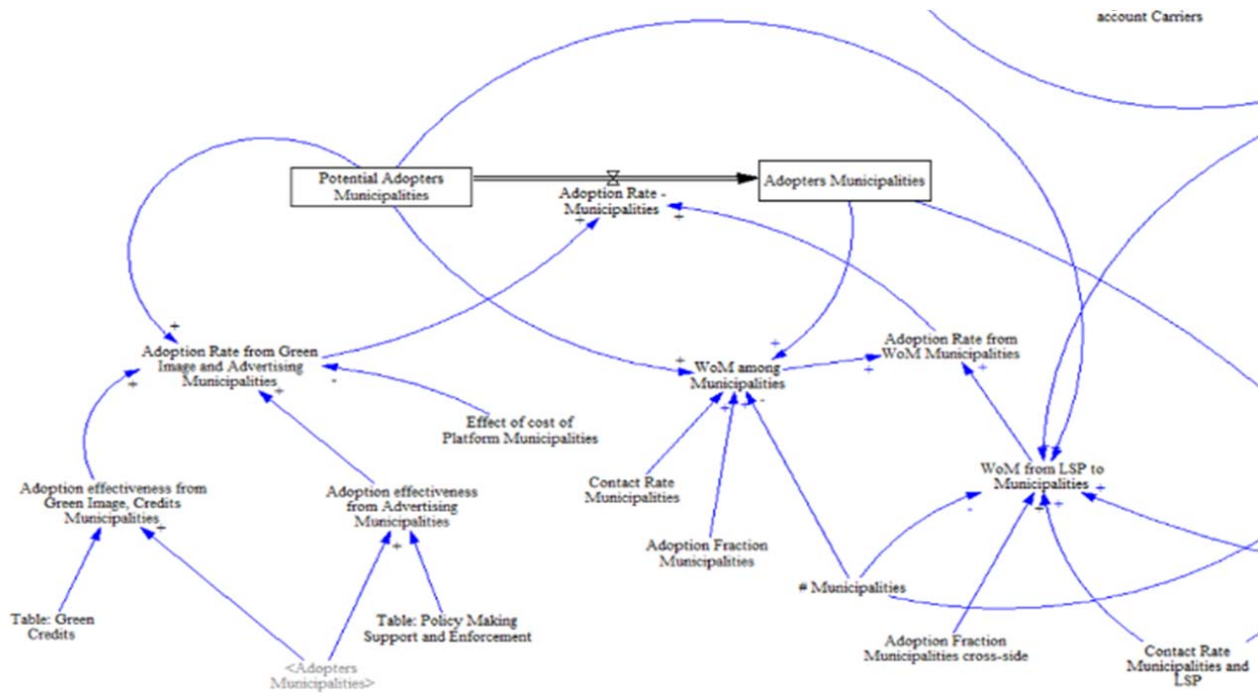 account Carriers
Potential Adopters
Municipalities
Adoption Rate -
Municipalities
Adopters Municipalities
Adoption Rate from Green
Image and Advertising
Municipalities
Effect of cost of
Platform Municipalities
WoM among
Municipalities
Adoption Rate from
WoM Municipalities
Adoption effectiveness from
Green Image, Credits
Municipalities
Adoption effectiveness
from Advertising
Municipalities
Contact Rate
Municipalities
Adoption Fraction
Municipalities
WoM from LSP to
Municipalities
# Municipalities
Table: Green
Credits
Table: Policy Making
Support and Enforcement
<Adopters
Municipalities>
Adoption Fraction
Municipalities cross-side
Contact Rate
Municipalities and
LSP